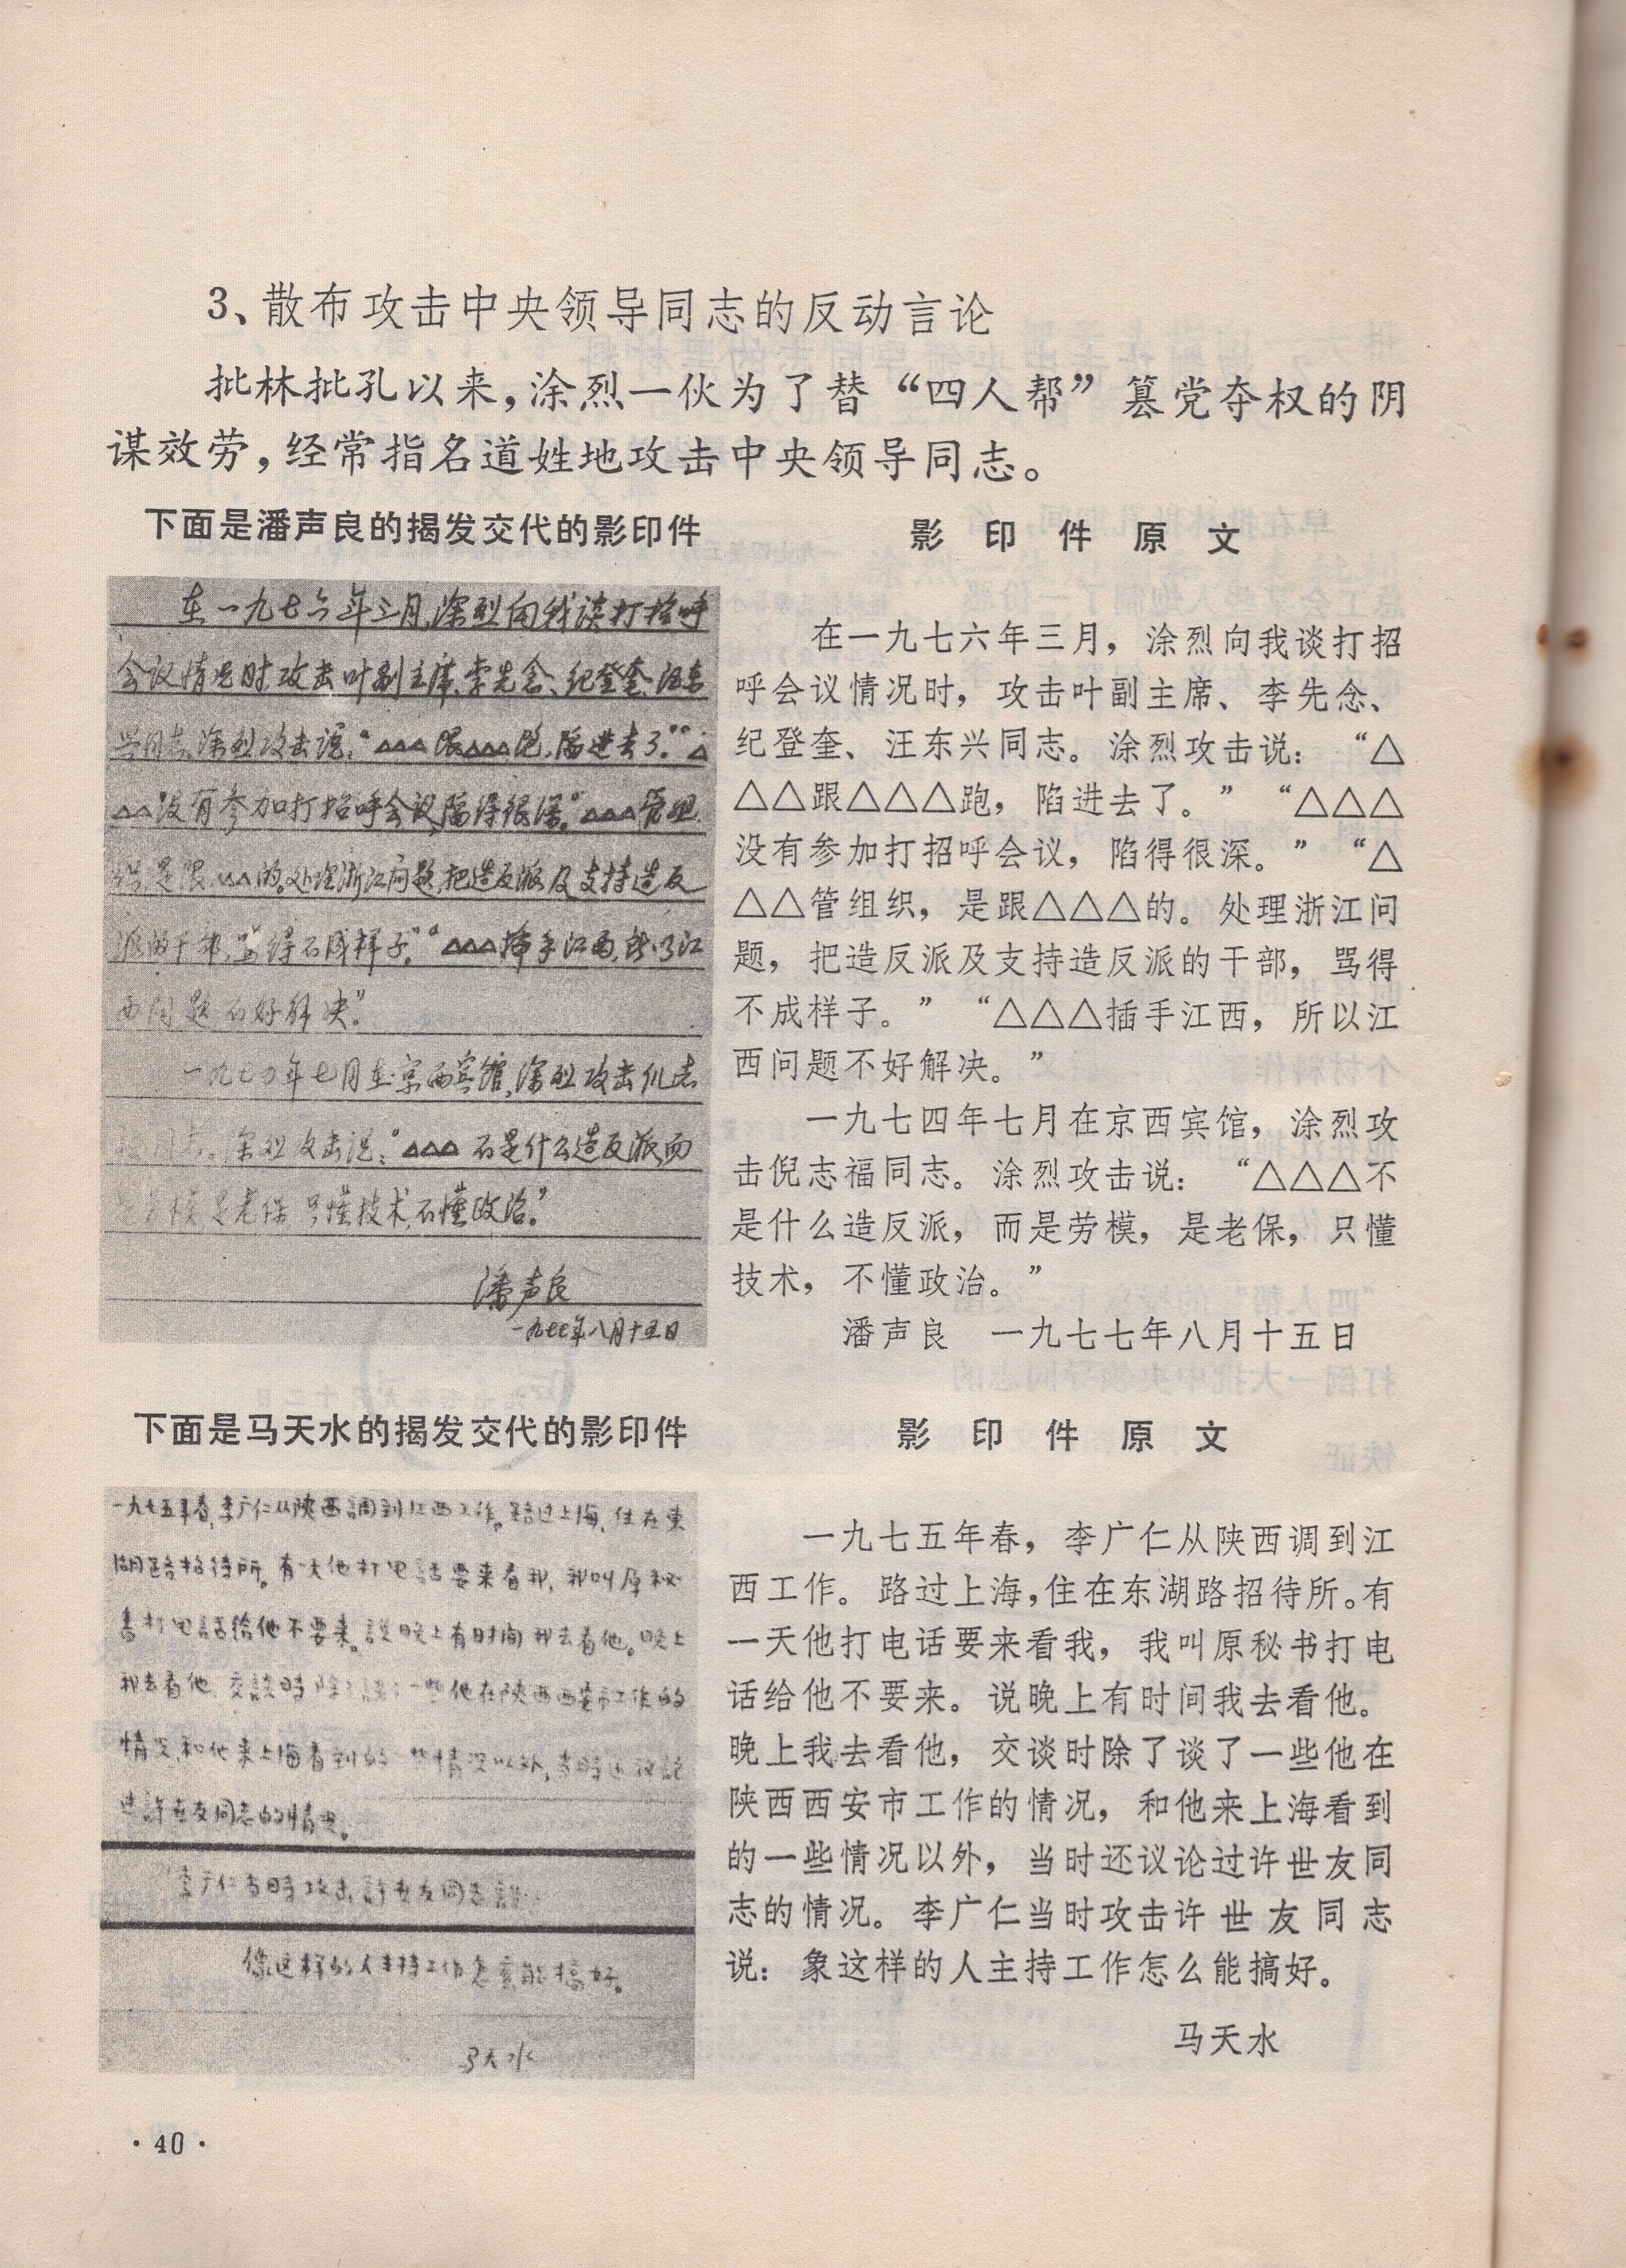 3、散布攻击中央领导同志的反动言论
批林批孔以来，涂烈一伙为了替“四人帮”篡党夺权的阴
谋效劳，经常指名道姓地攻击中央领导同志。
下面是潘声良的揭发交代的影印件
在一九七六年三月，涂烈向我谈打招呼
会议情况时攻击叶副主席、李先念、纪登奎、汪东
兴同志。涂烈攻击说：“△△△跟△△△跑，陷进去了。”“△
△△没有参加打招呼会议，陷得很深。”“△△△管组
织是跟△△△的。处理浙江问题，把造反派及支持造反
派的干部，骂得不成样子。”“△△△插手江西，所以江
西问题不好解决。”
一九七四年七月在京西宾馆，涂烈攻击倪志
福同志。涂烈攻击说：“△△△不是什么造反派而
是劳模是老保只懂技术，不懂政治。”
潘声良
一九七七年八月十五日
影印件原文
在一九七六年三月，涂烈向我谈打招
呼会议情况时，攻击叶副主席、李先念、
纪登奎、汪东兴同志。涂烈攻击说：“△
△△跟△△△跑，陷进去了。”“△△△
没有参加打招呼会议，陷得很深。”“△
△△管组织，是跟△△△的。处理浙江问
题，把造反派及支持造反派的干部，骂得
不成样子。”“△△△插手江西，所以江
西问题不好解决。”
一九七四年七月在京西宾馆，涂烈攻
击倪志福同志。涂烈攻击说：“△△△不
是什么造反派，而是劳模，是老保，只懂
技术，不懂政治。”
潘声良 一九七七年八月十五日
下面是马天水的揭发交代的影印件
一九七五年春，李广仁从陕西調到江西工作。路过上海，住在東
湖路招待所。有一天他打电話要来看我，我叫原秘
書打电話给他不要来。説晚上有时间我去看他。晚上
我去看他，交談時除了談了一些他在陕西西安市工作的
情况，和他来上海看到的一些情况以外，当時还議論
过許世友同志的情况。
李广仁当時攻击許世友同志説：
像这样的人主持工作怎麽能搞好。
马天水
影印件原文
一九七五年春，李广仁从陕西调到江
西工作。路过上海，住在东湖路招待所。有
一天他打电话要来看我，我叫原秘书打电
话给他不要来。说晚上有时间我去看他。
晚上我去看他，交谈时除了谈了一些他在
陕西西安市工作的情况，和他来上海看到
的一些情况以外，当时还议论过许世友同
志的情况。李广仁当时攻击许世友同志
说：象这样的人主持工作怎么能搞好。
马天水
·40·